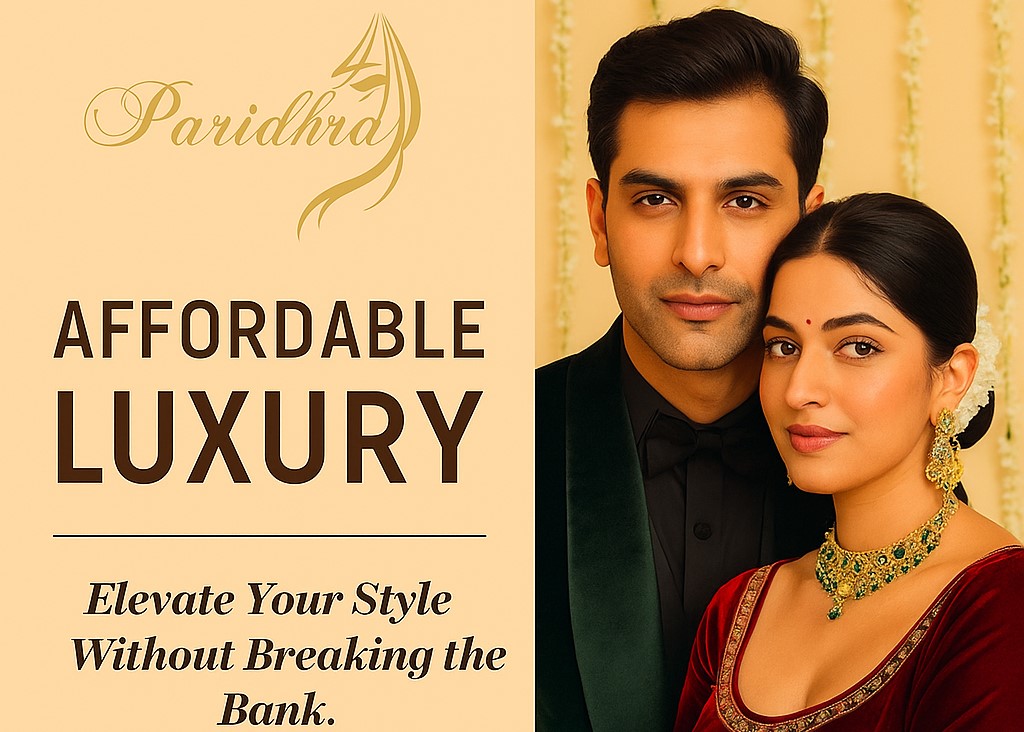 Paridhra
AFFORDABLE
LUXURY
Elevate Your Style
Without Breaking the
Bank.